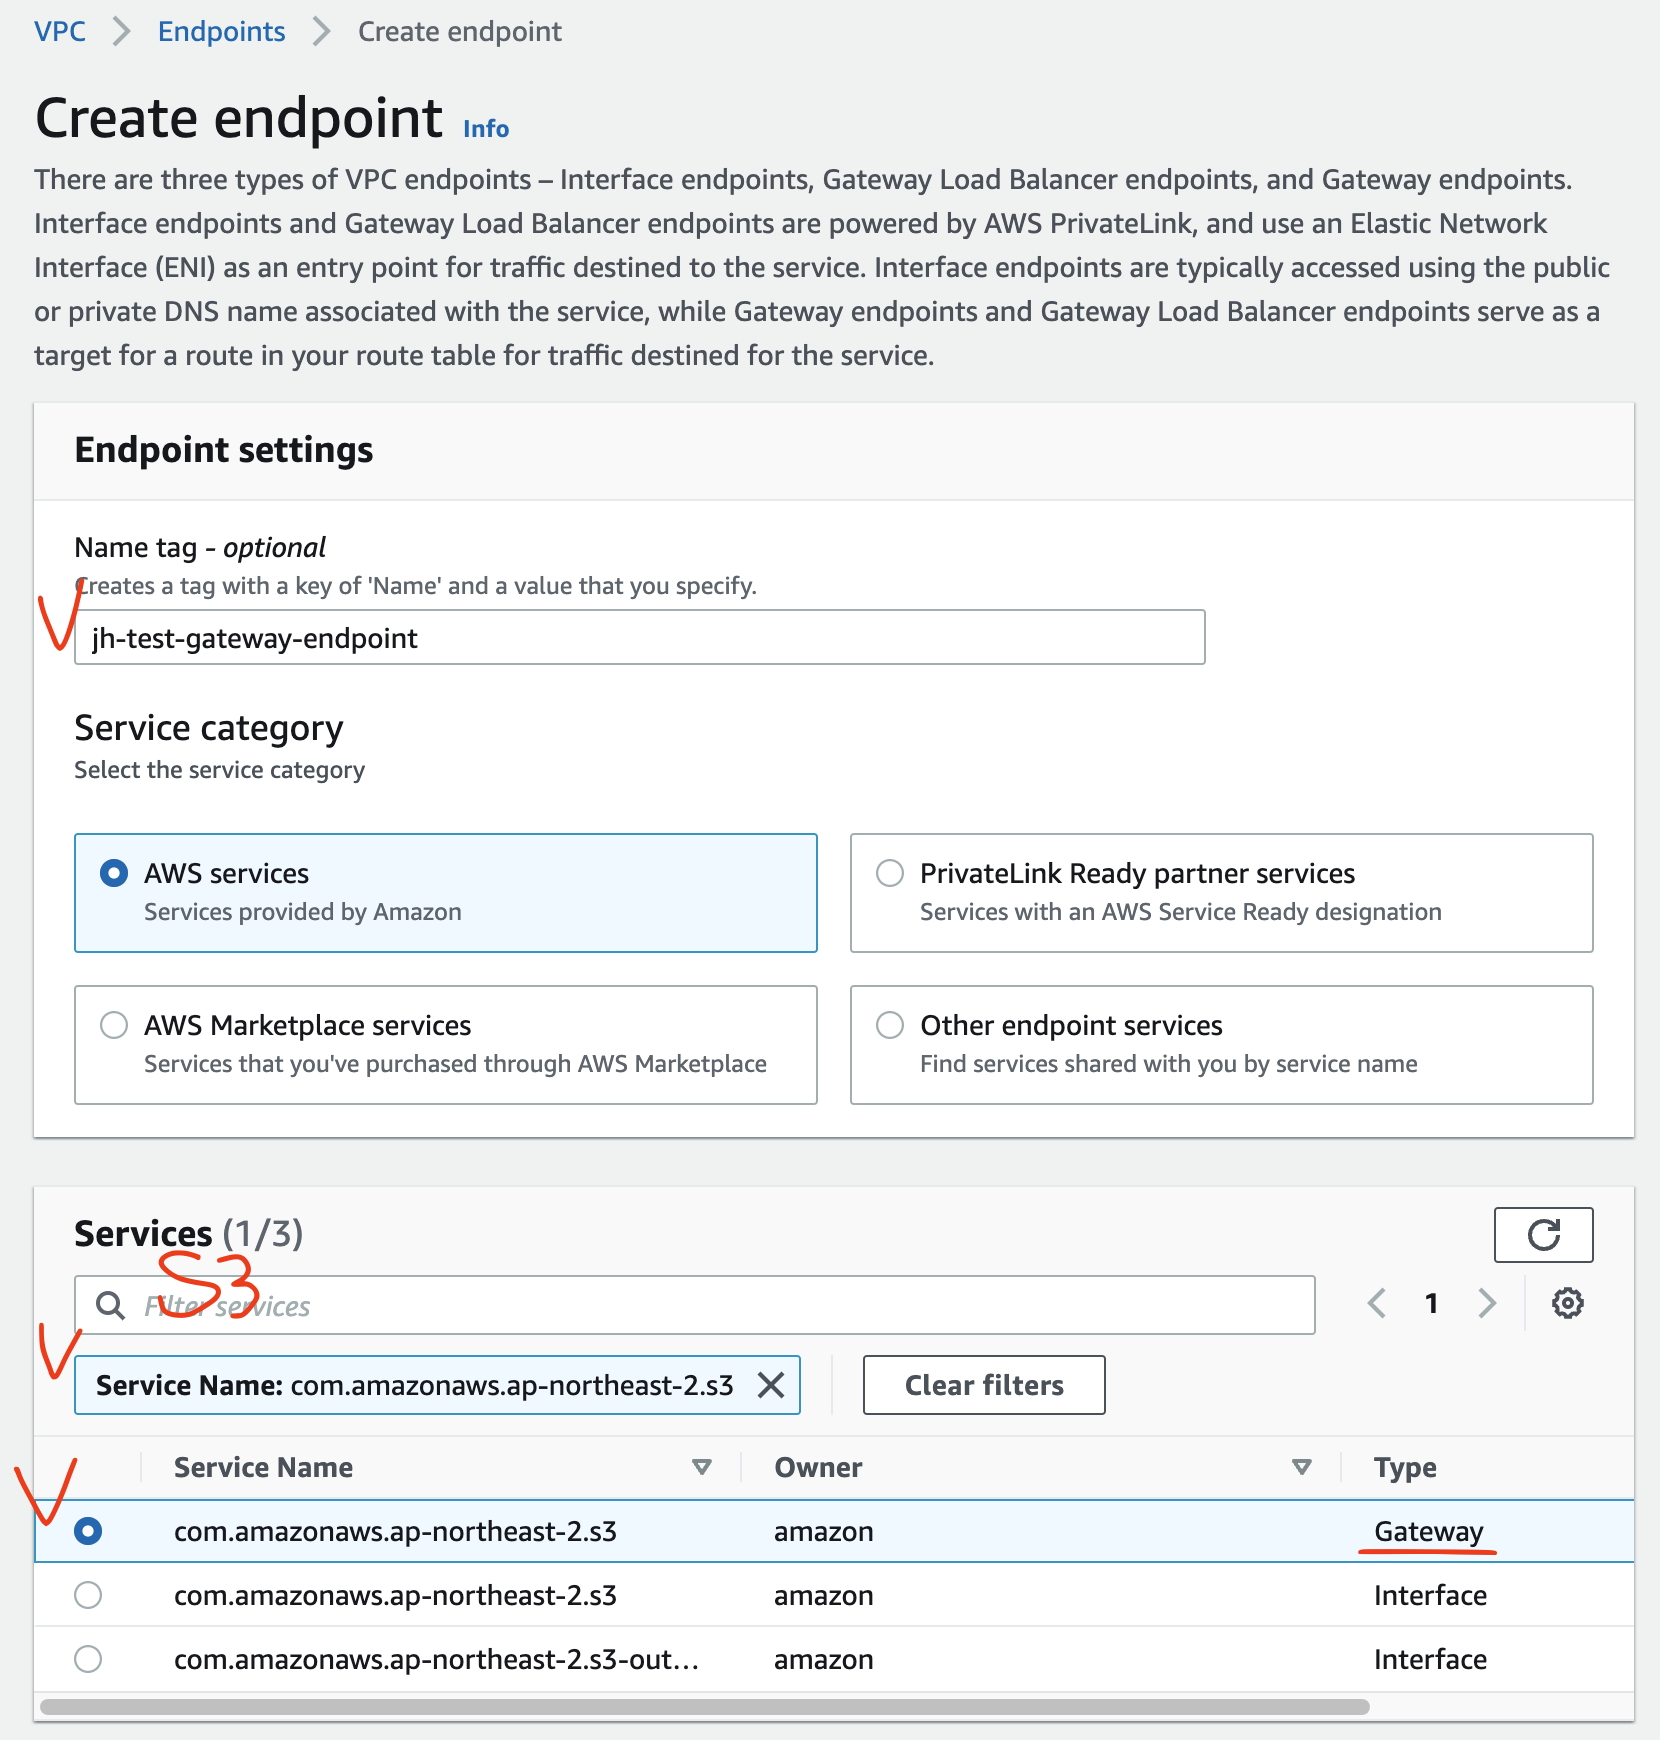 VPC > Endpoints > Create endpoint
Create endpoint Info
There are three types of VPC endpoints – Interface endpoints, Gateway Load Balancer endpoints, and Gateway endpoints.
Interface endpoints and Gateway Load Balancer endpoints are powered by AWS PrivateLink, and use an Elastic Network
Interface (ENI) as an entry point for traffic destined to the service. Interface endpoints are typically accessed using the public
or private DNS name associated with the service, while Gateway endpoints and Gateway Load Balancer endpoints serve as a
target for a route in your route table for traffic destined for the service.
Endpoint settings
Name tag - optional
Creates a tag with a key of 'Name' and a value that you specify.
jh-test-gateway-endpoint
Service category
Select the service category
AWS services
Services provided by Amazon
PrivateLink Ready partner services
Services with an AWS Service Ready designation
AWS Marketplace services
Services that you've purchased through AWS Marketplace
Other endpoint services
Find services shared with you by service name
Services (1/3)
S3
Filter services
1
Service Name: com.amazonaws.ap-northeast-2.s3
Clear filters
Service Name Owner Type
com.amazonaws.ap-northeast-2.s3 amazon Gateway
com.amazonaws.ap-northeast-2.s3 amazon Interface
com.amazonaws.ap-northeast-2.s3-out... amazon Interface